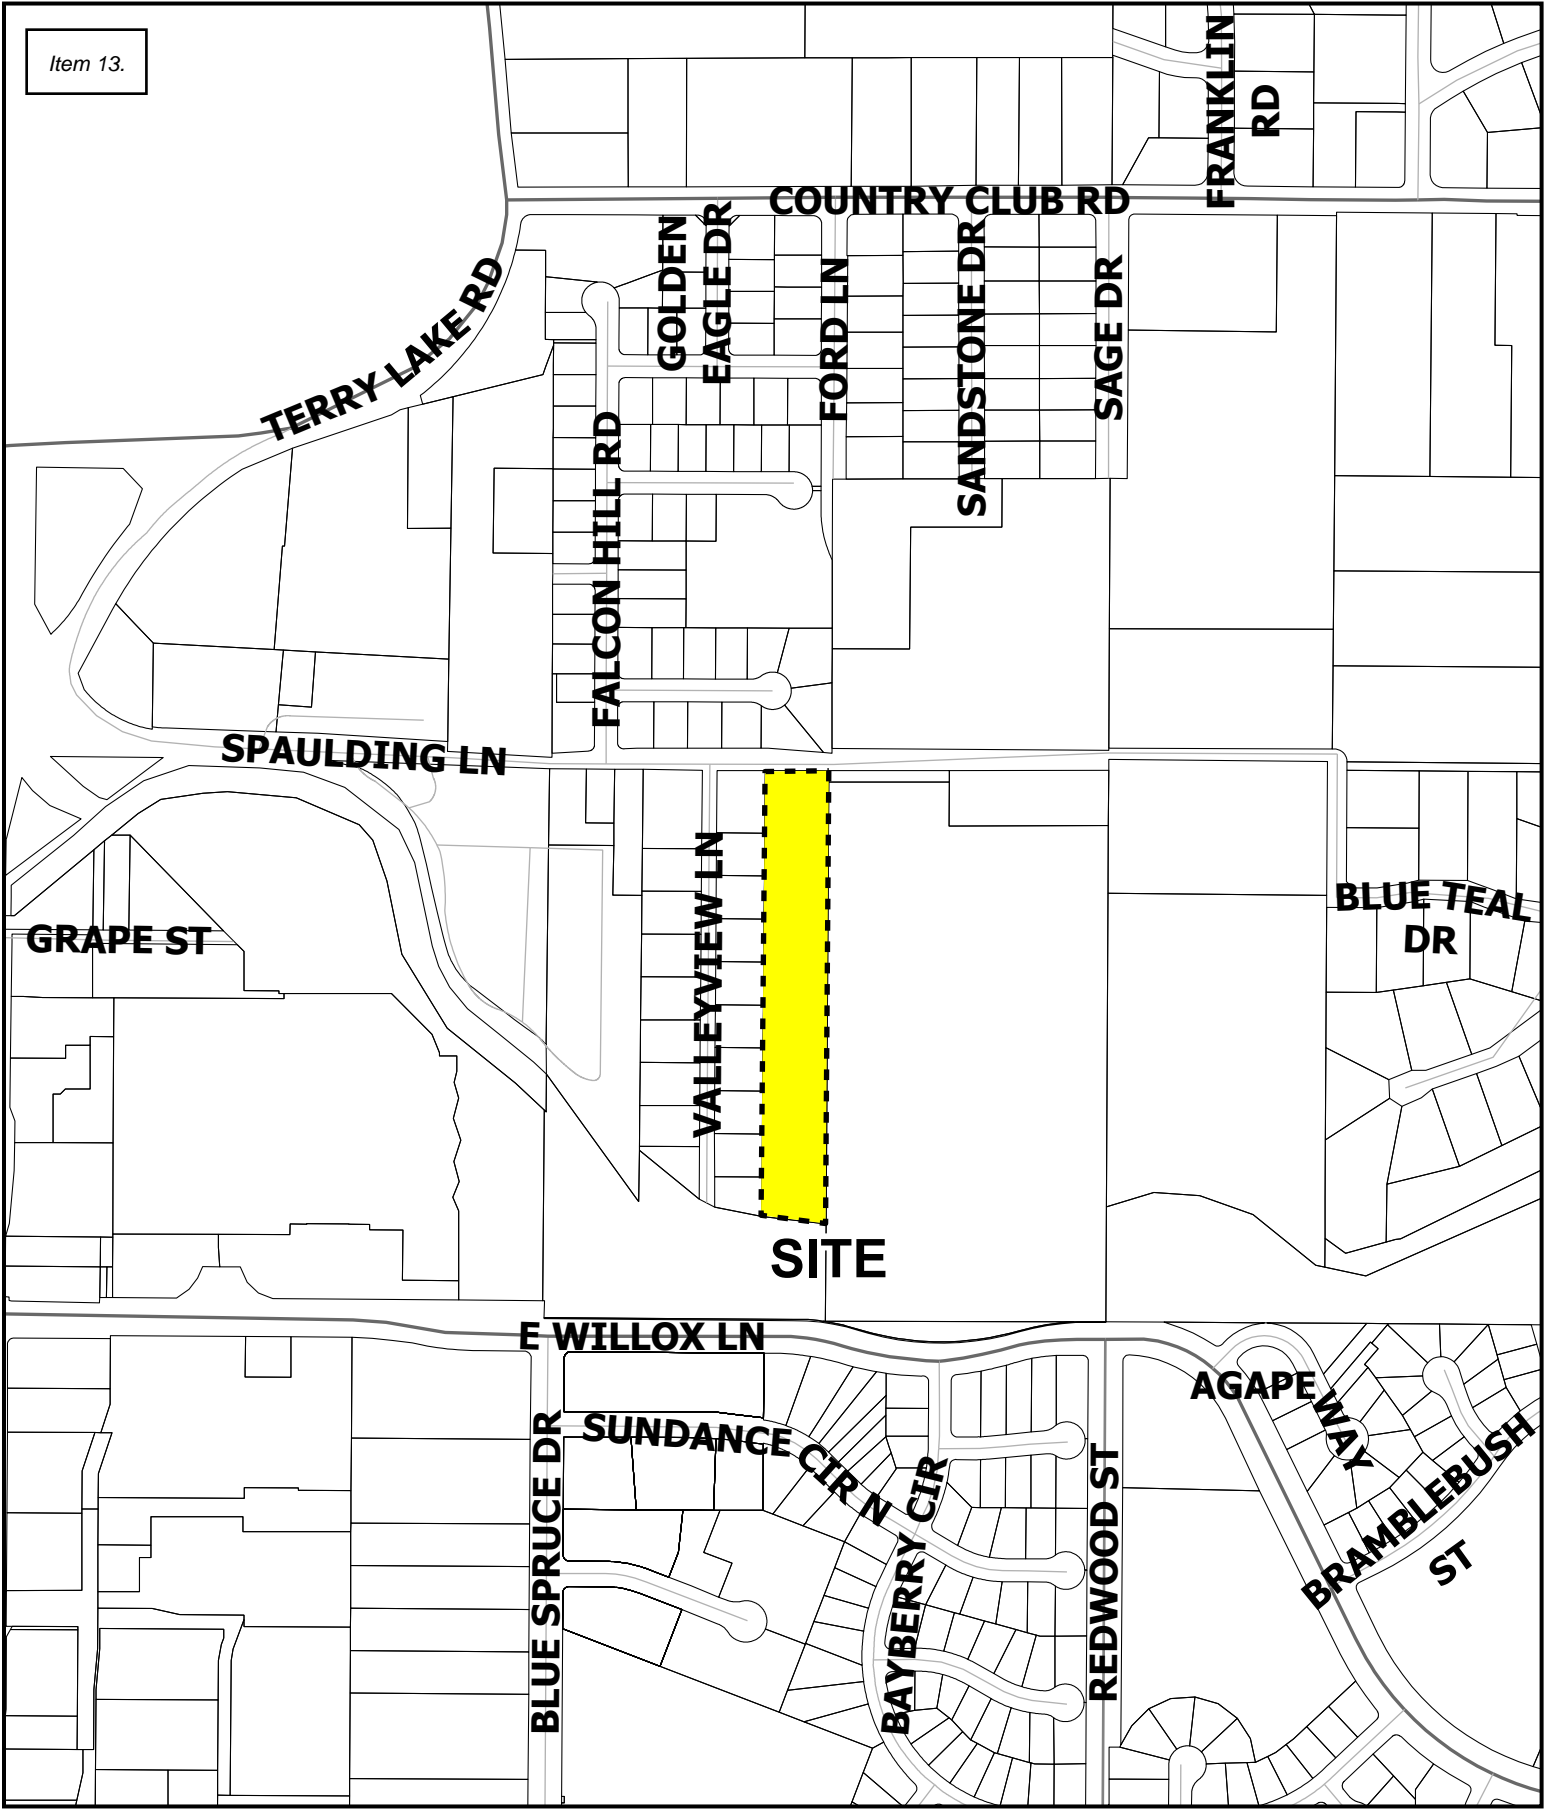 Item 13.
FRANKLIN
RD
COUNTRY CLUB RD
GOLDEN
EAGLE DR
FORD LN
SANDSTONE DR
SAGE DR
TERRY LAKE RD
FALCON HILL RD
SPAULDING LN
VALLEYVIEW LN
BLUE TEAL
DR
GRAPE ST
SITE
E WILLOX LN
AGAPE WAY
SUNDANCE CIR N
BLUE SPRUCE DR
BAYBERRY CIR
REDWOOD ST
BRAMBLEBUSH
ST